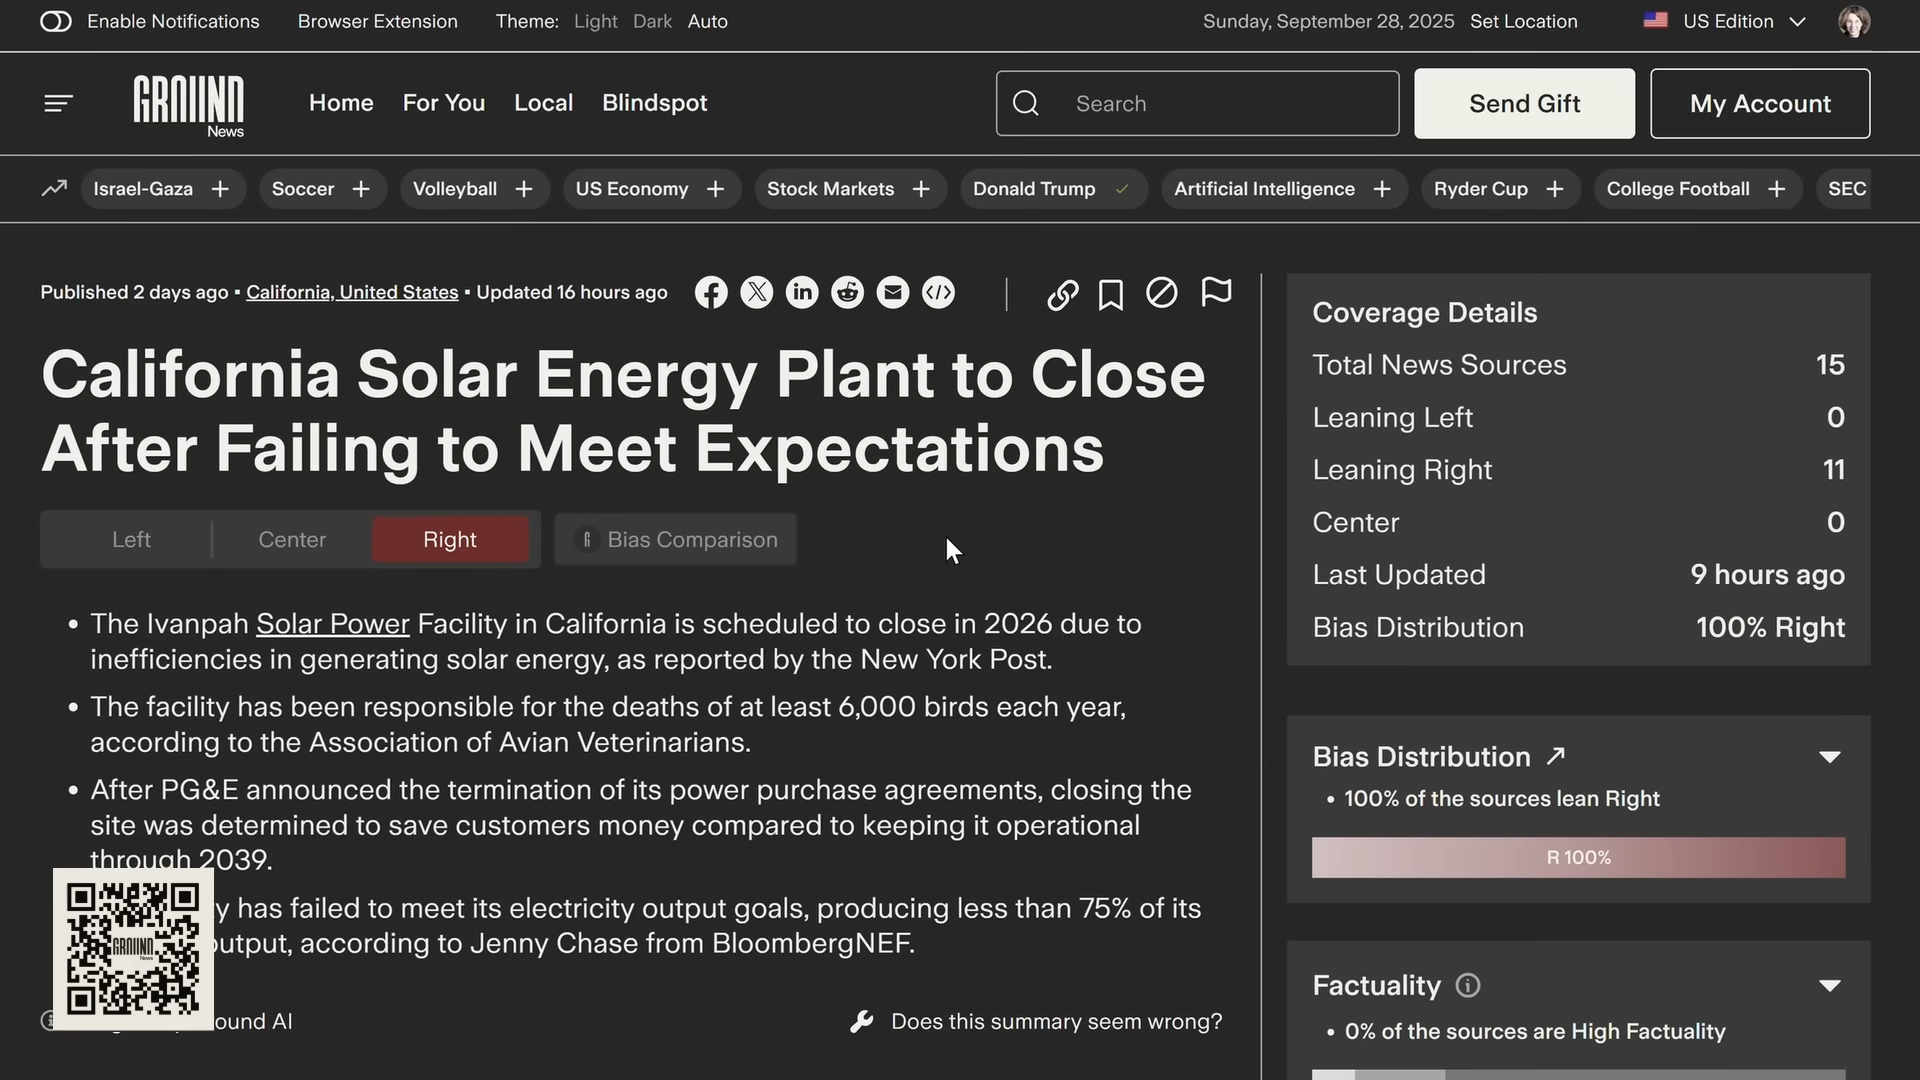 Enable Notifications Browser Extension Theme: Light Dark Auto Sunday, September 28, 2025 Set Location US Edition
GROUND News Home For You Local Blindspot Search Send Gift My Account
Israel-Gaza + Soccer + Volleyball + US Economy + Stock Markets + Donald Trump ✓ Artificial Intelligence + Ryder Cup + College Football + SEC
Published 2 days ago • California, United States • Updated 16 hours ago
California Solar Energy Plant to Close
After Failing to Meet Expectations
Left Center Right Bias Comparison
• The Ivanpah Solar Power Facility in California is scheduled to close in 2026 due to
inefficiencies in generating solar energy, as reported by the New York Post.
• The facility has been responsible for the deaths of at least 6,000 birds each year,
according to the Association of Avian Veterinarians.
• After PG&E announced the termination of its power purchase agreements, closing the
site was determined to save customers money compared to keeping it operational
through 2039.
has failed to meet its electricity output goals, producing less than 75% of its
output, according to Jenny Chase from BloombergNEF.
GROUND News
AI
Does this summary seem wrong?
Coverage Details
Total News Sources 15
Leaning Left 0
Leaning Right 11
Center 0
Last Updated 9 hours ago
Bias Distribution 100% Right
Bias Distribution ↗
• 100% of the sources lean Right
R 100%
Factuality
• 0% of the sources are High Factuality